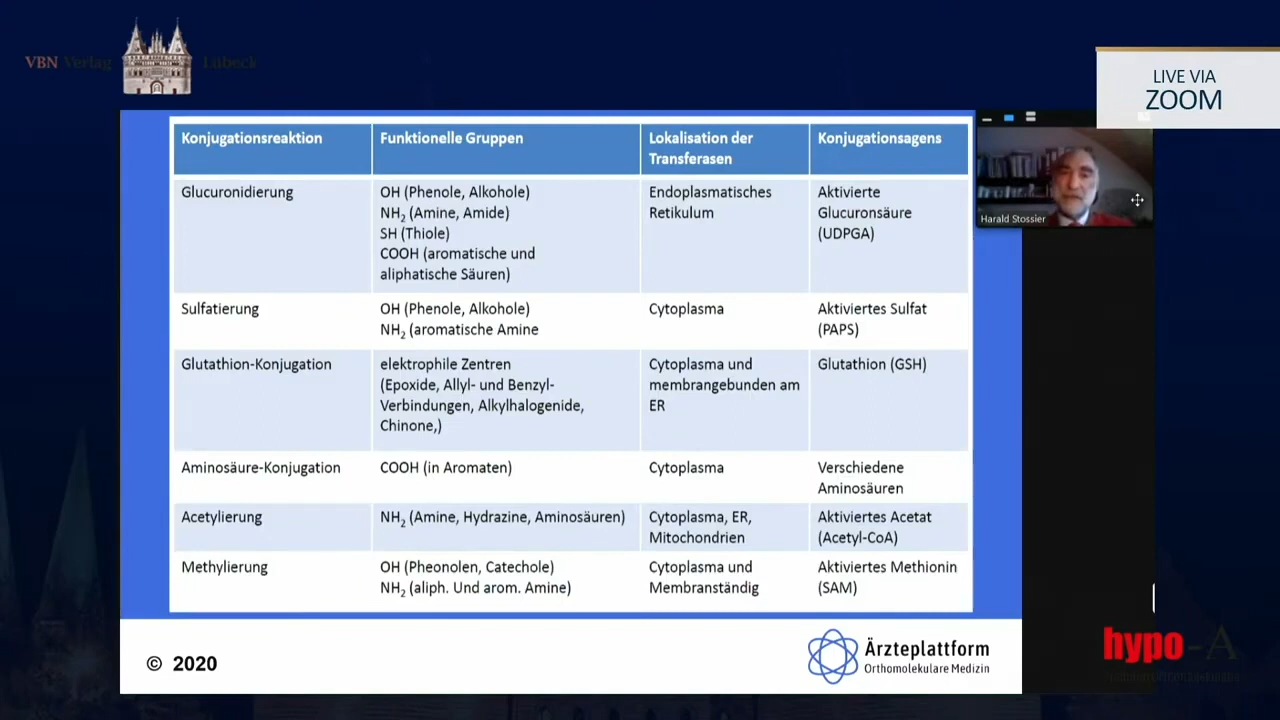 VBN Verlag Lübeck
LIVE VIA
ZOOM
Konjugationsreaktion
Funktionelle Gruppen
Lokalisation der
Transferasen
Konjugationsagens
Glucuronidierung
OH (Phenole, Alkohole)
NH₂ (Amine, Amide)
SH (Thiole)
COOH (aromatische und
aliphatische Säuren)
Endoplasmatisches
Retikulum
Aktivierte
Glucuronsäure
(UDPGA)
Sulfatierung
OH (Phenole, Alkohole)
NH₂ (aromatische Amine
Cytoplasma
Aktiviertes Sulfat
(PAPS)
Glutathion-Konjugation
elektrophile Zentren
(Epoxide, Allyl- und Benzyl-
Verbindungen, Alkylhalogenide,
Chinone,)
Cytoplasma und
membrangebunden am
ER
Glutathion (GSH)
Aminosäure-Konjugation
COOH (in Aromaten)
Cytoplasma
Verschiedene
Aminosäuren
Acetylierung
NH₂ (Amine, Hydrazine, Aminosäuren)
Cytoplasma, ER,
Mitochondrien
Aktiviertes Acetat
(Acetyl-CoA)
Methylierung
OH (Pheonolen, Catechole)
NH₂ (aliph. Und arom. Amine)
Cytoplasma und
Membranständig
Aktiviertes Methionin
(SAM)
Harald Stossier
© 2020
Ärzteplattform
Orthomolekulare Medizin
hypo-A